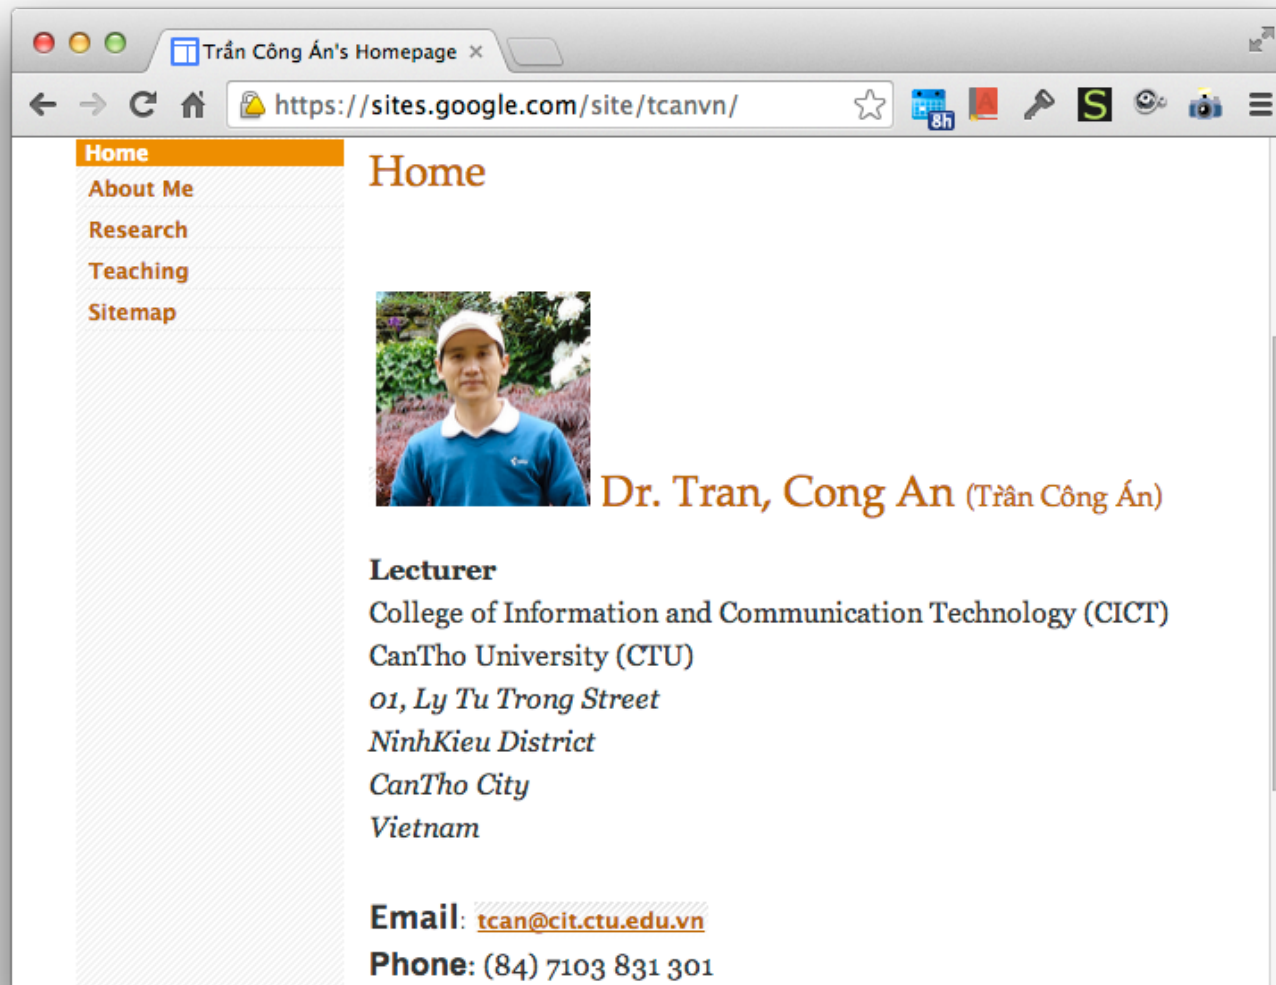 Trần Công Án's Homepage
https://sites.google.com/site/tcanvn/
8h
A
S
Home
About Me
Research
Teaching
Sitemap
Home
Dr. Tran, Cong An (Trần Công Án)
Lecturer
College of Information and Communication Technology (CICT)
CanTho University (CTU)
01, Ly Tu Trong Street
NinhKieu District
CanTho City
Vietnam
Email: tcan@cit.ctu.edu.vn
Phone: (84) 7103 831 301